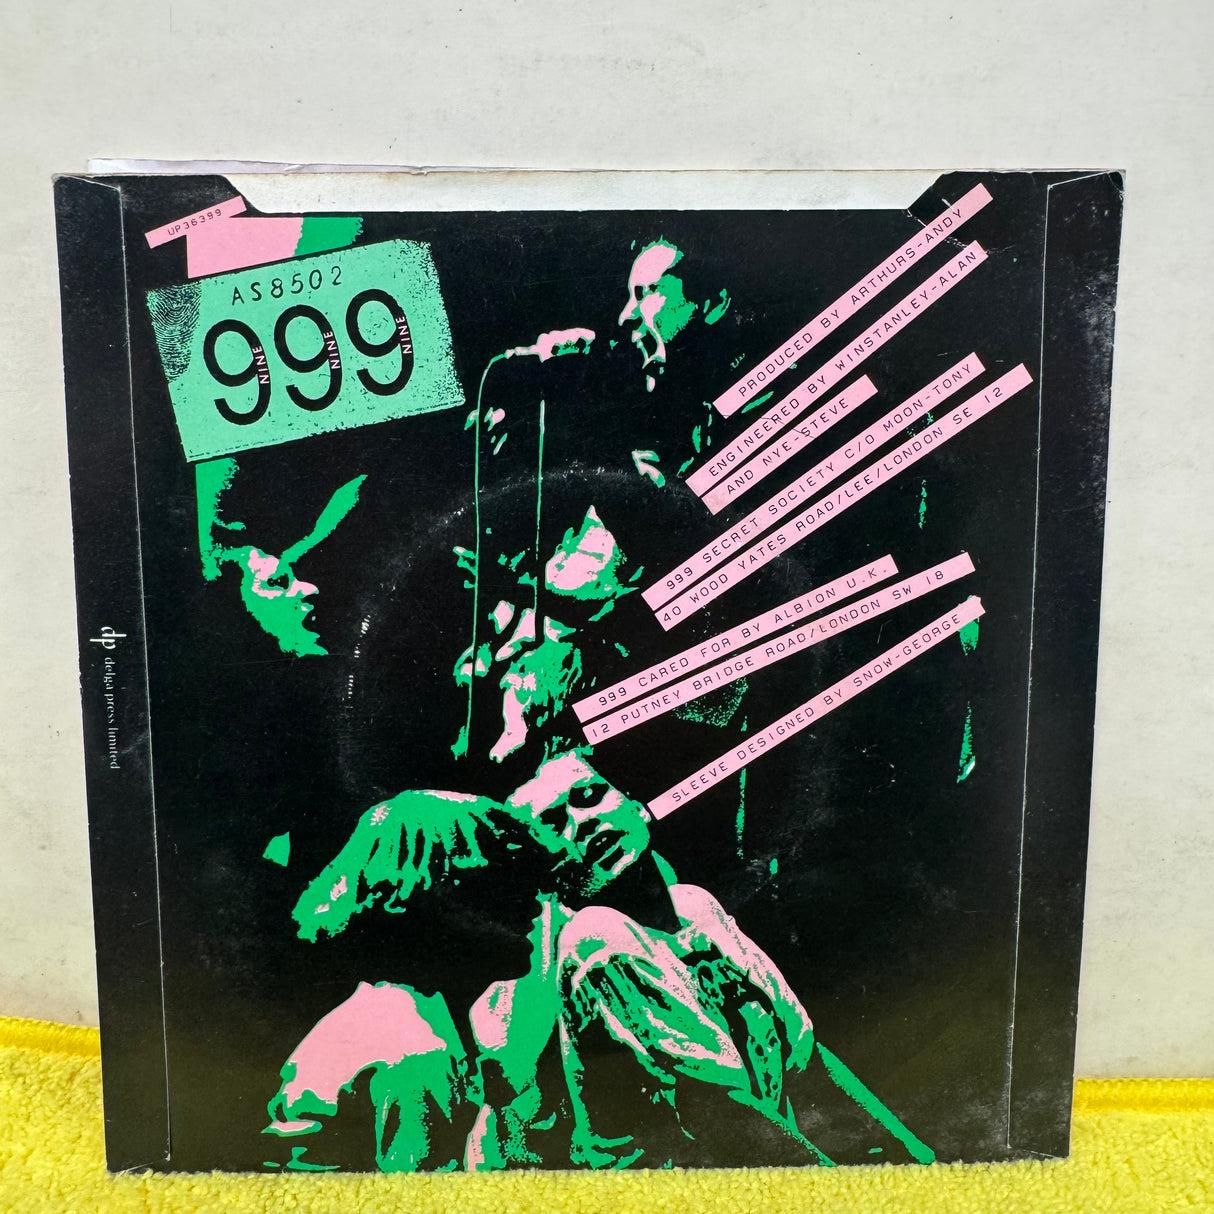 UP36399
AS8502
999
NINE NINE NINE
PRODUCED BY ARTHURS-ANDY
ENGINEERED BY WINSTANLEY-ALAN
AND NYE-STEVE
999 SECRET SOCIETY C/O MOON-TONY
40 WOOD YATES ROAD/LEE/LONDON SE 12
999 CARED FOR BY ALBION U.K.
12 PUTNEY BRIDGE ROAD/LONDON SW 18
SLEEVE DESIGNED BY SNOW-GEORGE
dp delga press limited